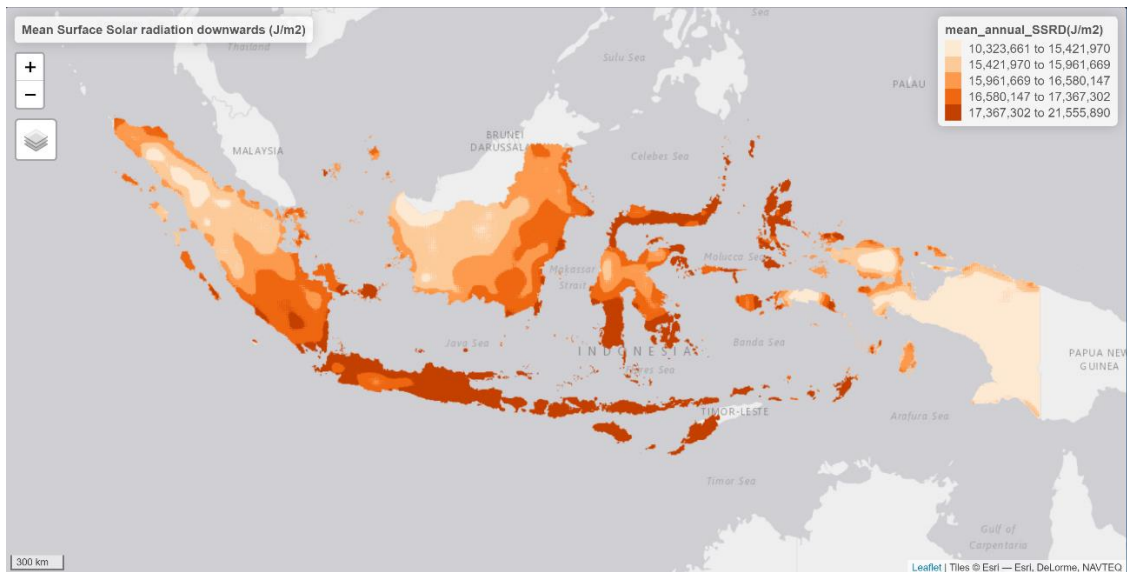 Mean Surface Solar radiation downwards (J/m2)
+
−
mean_annual_SSRD(J/m2)
10,323,661 to 15,421,970
15,421,970 to 15,961,669
15,961,669 to 16,580,147
16,580,147 to 17,367,302
17,367,302 to 21,555,890
Sea
Thailand
Sulu Sea
PALAU
BRUNEI
DARUSSAL
MALAYSIA
Celebes Sea
Molucca Sea
Makassar
Strait
Java Sea
Banda Sea
INDONESIA
PAPUA NEW
GUINEA
TIMOR-LESTE
Arafura Sea
Timor Sea
Gulf of
Carpentaria
300 km
Leaflet | Tiles © Esri — Esri, DeLorme, NAVTEQ